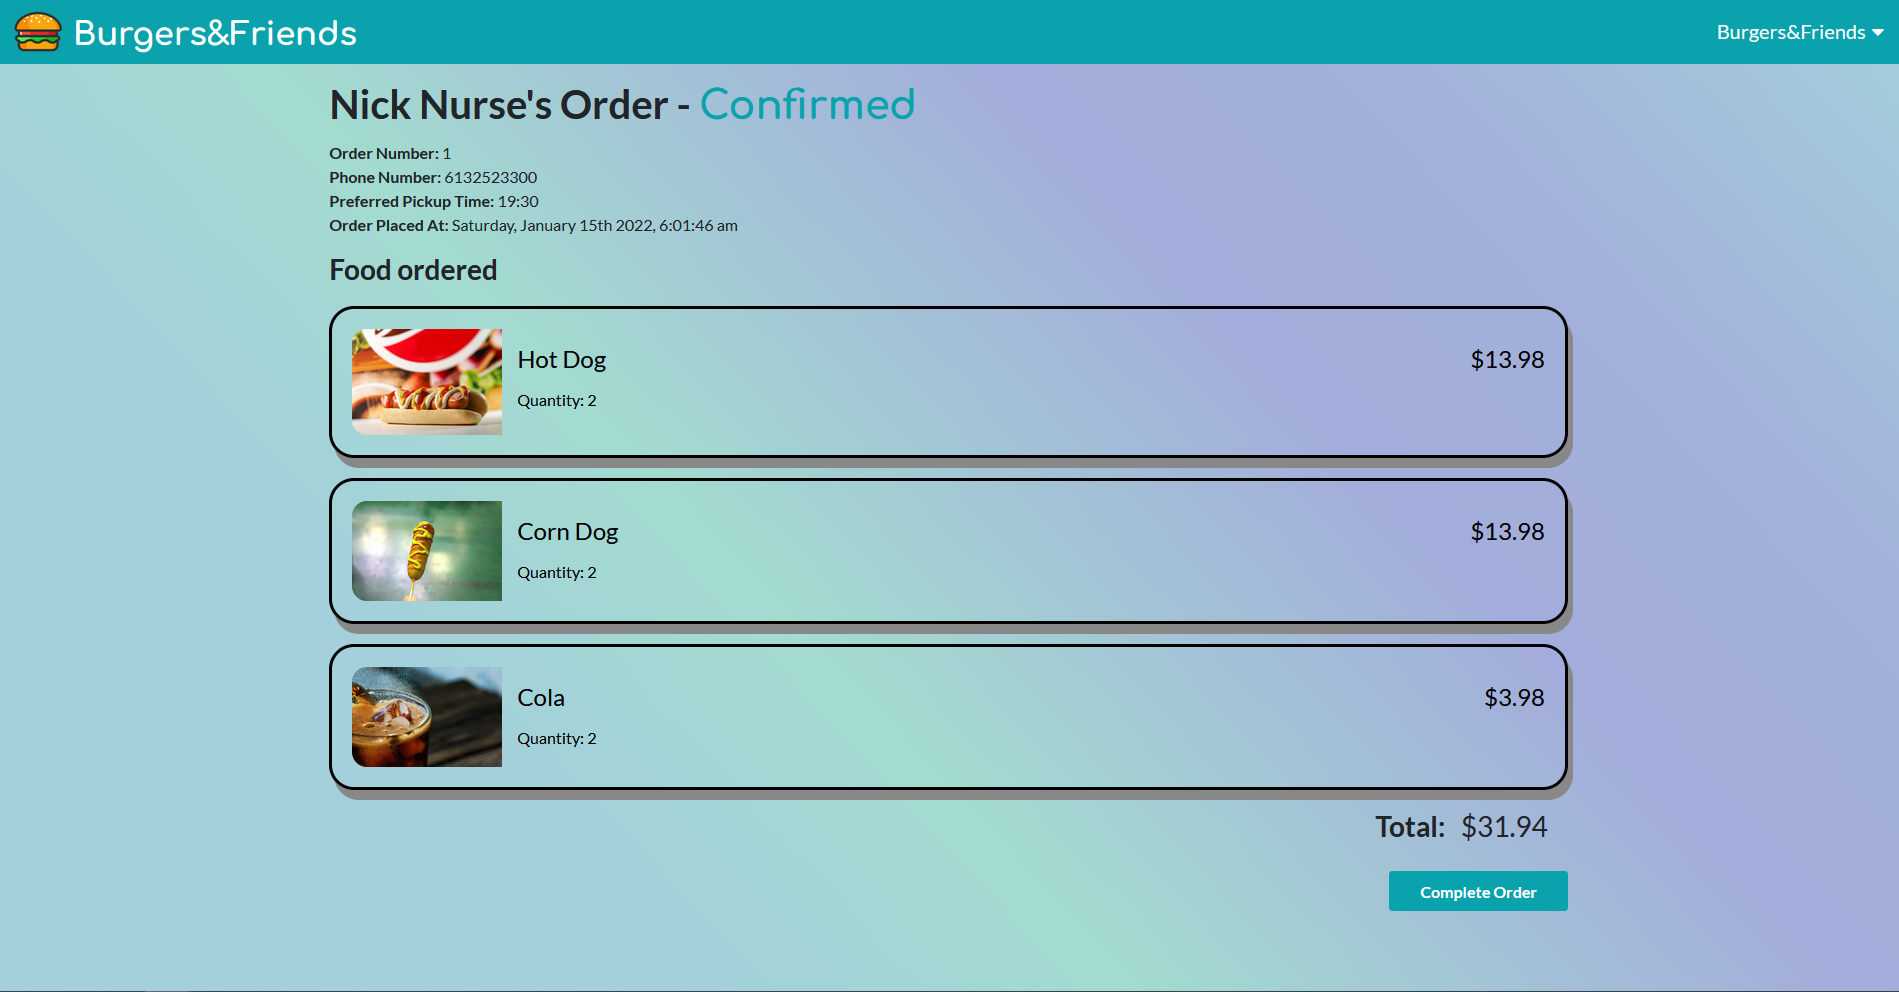 Burgers&Friends
Burgers&Friends
Nick Nurse's Order - Confirmed
Order Number: 1
Phone Number: 6132523300
Preferred Pickup Time: 19:30
Order Placed At: Saturday, January 15th 2022, 6:01:46 am
Food ordered
Hot Dog $13.98
Quantity: 2
Corn Dog $13.98
Quantity: 2
Cola $3.98
Quantity: 2
Total: $31.94
Complete Order